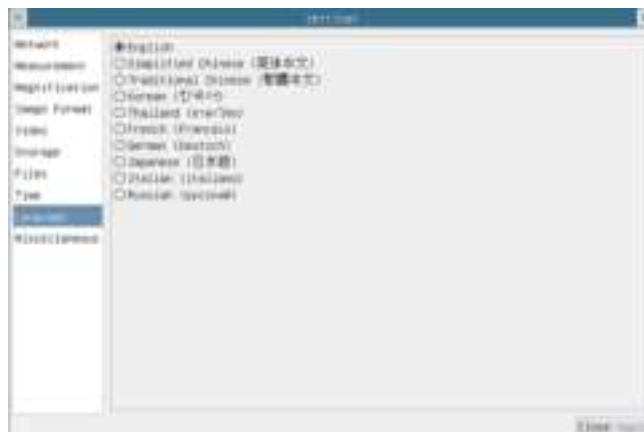 Settings
Network
Measurement
Magnification
Image Format
Video
Storage
Files
Time
Language
Miscellaneous
English
Simplified Chinese (简体中文)
Traditional Chinese (繁體中文)
Korean
Thailand
French (Français)
German (Deutsch)
Japanese (日本語)
Italian (Italiano)
Russian (русский)
Close